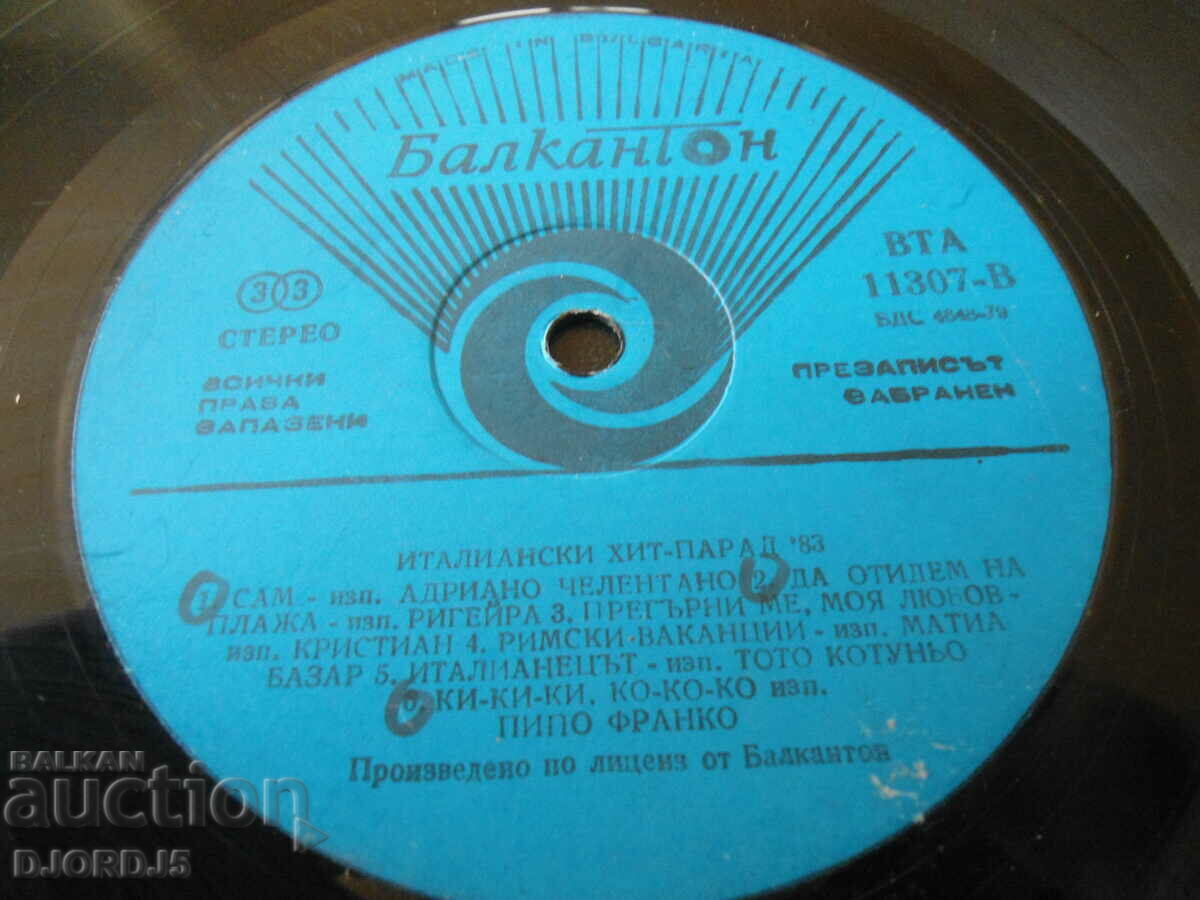 MADE IN BULGARIA
Балкантон
33
СТЕРЕО
ВСИЧКИ
ПРАВА
ЗАПАЗЕНИ
ВТА
11307-В
БДС 4848-79
ПРЕЗАПИСЪТ
ЗАБРАНЕН
ИТАЛИАНСКИ ХИТ-ПАРАД '83
1. САМ - изп. АДРИАНО ЧЕЛЕНТАНО 2. ДА ОТИДЕМ НА
ПЛАЖА - изп. РИГЕЙРА 3. ПРЕГЪРНИ МЕ, МОЯ ЛЮБОВ-
изп. КРИСТИАН 4. РИМСКИ ВАКАНЦИИ - изп. МАТИА
БАЗАР 5. ИТАЛИАНЕЦЪТ - изп. ТОТО КОТУНЬО
6. КИ-КИ-КИ, КО-КО-КО изп.
ПИПО ФРАНКО
Произведено по лиценз от Балкантон
BALKAN
auction
DJORDJ5